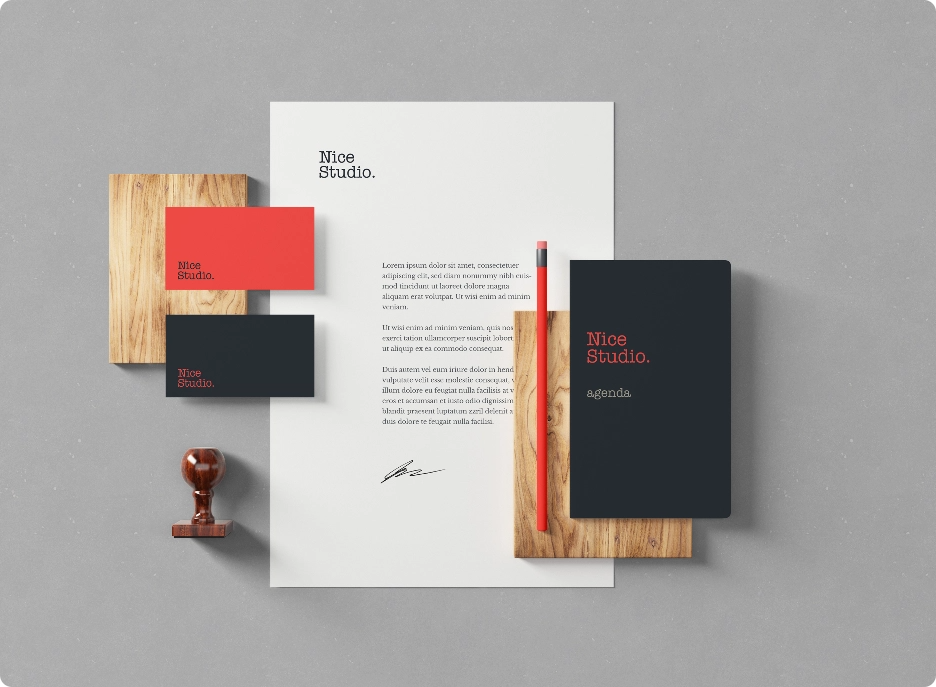 Nice
Studio.
Nice
Studio.
Nice
Studio.
Lorem ipsum dolor sit amet, consectetuer
adipiscing elit, sed diam nonummy nibh euis-
mod tincidunt ut laoreet dolore magna
aliquam erat volutpat. Ut wisi enim ad minim
veniam.
Ut wisi enim ad minim veniam, quis nos
exerci tation ullamcorper suscipit lobort
ut aliquip ex ea commodo consequat.
Duis autem vel eum iriure dolor in hend
vulputate velit esse molestie consequat, v
illum dolore eu feugiat nulla facilisis at v
eros et accumsan et iusto odio dignissim
blandit praesent luptatum zzril delenit a
duis dolore te feugait nulla facilisi.
Nice
Studio.
agenda